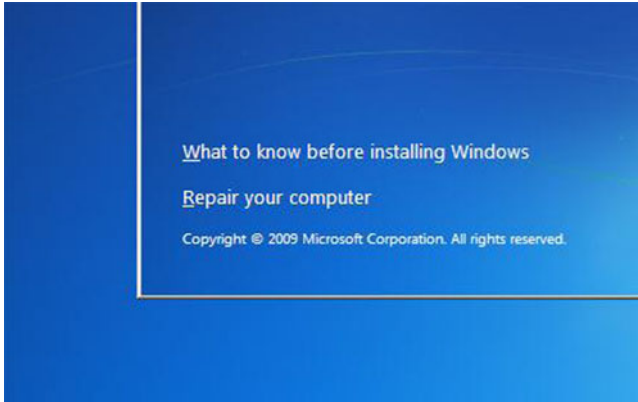 What to know before installing Windows
Repair your computer
Copyright © 2009 Microsoft Corporation. All rights reserved.